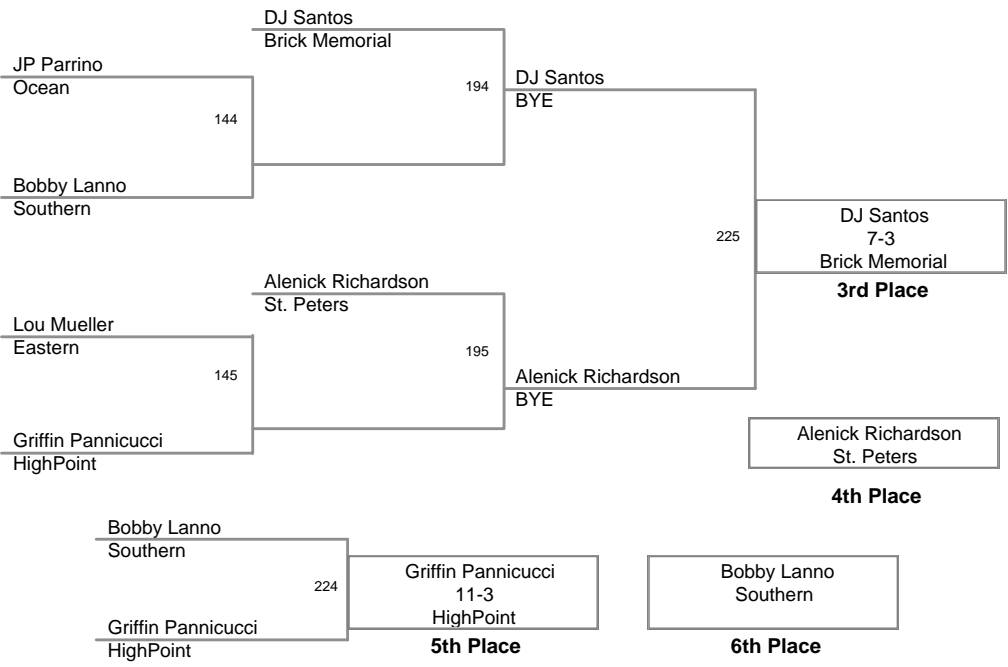 DJ Santos
Brick Memorial
JP Parrino
Ocean
194
DJ Santos
BYE
144
Bobby Lanno
Southern
225
DJ Santos
7-3
Brick Memorial
3rd Place
Alenick Richardson
St. Peters
Lou Mueller
Eastern
195
145
Alenick Richardson
BYE
Griffin Pannicucci
HighPoint
Alenick Richardson
St. Peters
4th Place
Bobby Lanno
Southern
224
Griffin Pannicucci
HighPoint
Griffin Pannicucci
11-3
HighPoint
5th Place
Bobby Lanno
Southern
6th Place